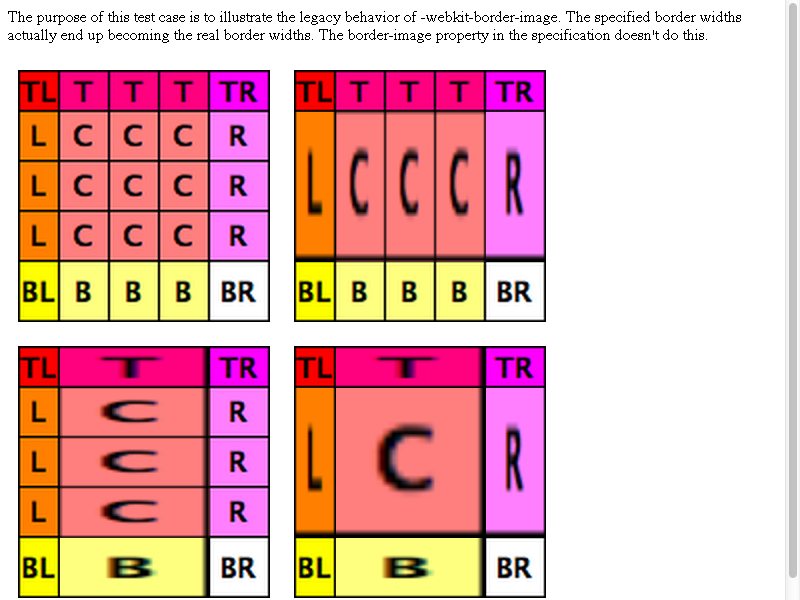 The purpose of this test case is to illustrate the legacy behavior of -webkit-border-image. The specified border widths
actually end up becoming the real border widths. The border-image property in the specification doesn't do this.
TL T T T TR
L C C C R
L C C C R
L C C C R
BL B B B BR
TL T T T TR
L C C C R
BL B B B BR
TL T TR
L C R
L C R
L C R
BL B BR
TL T TR
L C R
BL B BR